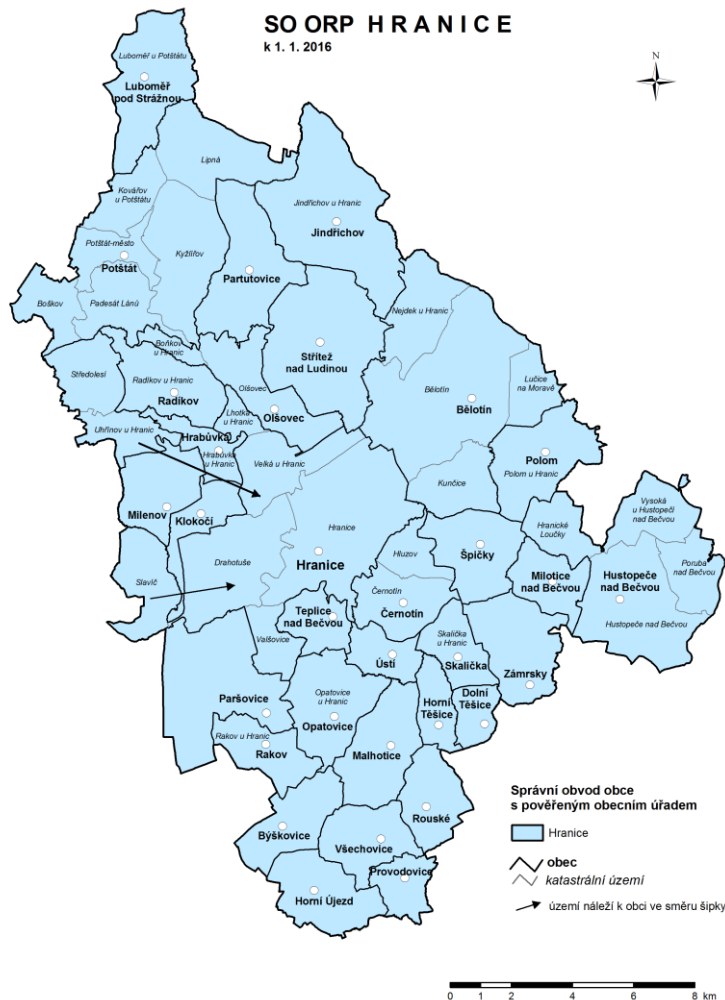 SO ORP HRANICE
k 1. 1. 2016
N
Luboměř u Potštátu
Luboměř
pod Strážnou
Lipná
Kovářov
u Potštátu
Jindřichov u Hranic
Jindřichov
Potštát-město
Potštát
Kyžlířov
Partutovice
Boškov
Padesát Lánů
Nejdek u Hranic
Boňkov
u Hranic
Střítež
nad Ludinou
Středolesí
Radíkov u Hranic
Radíkov
Olšovec
Olšovec
Lhotka
u Hranic
Bělotín
Bělotín
Lučice
na Moravě
Uhřínov u Hranic
Hrabůvka
Hrabůvka
u Hranic
Velká u Hranic
Polom
Polom u Hranic
Kunčice
Milenov
Klokočí
Hranice
Hranice
Hranické
Loučky
Vysoká
u Hustopečí
nad Bečvou
Slavíč
Drahotuše
Hluzov
Špičky
Milotice
nad Bečvou
Hustopeče
nad Bečvou
Poruba
nad Bečvou
Hustopeče nad Bečvou
Černotín
Černotín
Teplice
nad Bečvou
Valšovice
Ústí
Skalička
u Hranic
Skalička
Zámrsky
Paršovice
Opatovice
u Hranic
Opatovice
Horní
Těšice
Dolní
Těšice
Rakov u Hranic
Rakov
Malhotice
Rouské
Býškovice
Všechovice
Provodovice
Horní Újezd
Správní obvod obce
s pověřeným obecním úřadem
Hranice
obec
katastrální území
území náleží k obci ve směru šipky
0 1 2 4 6 8 km